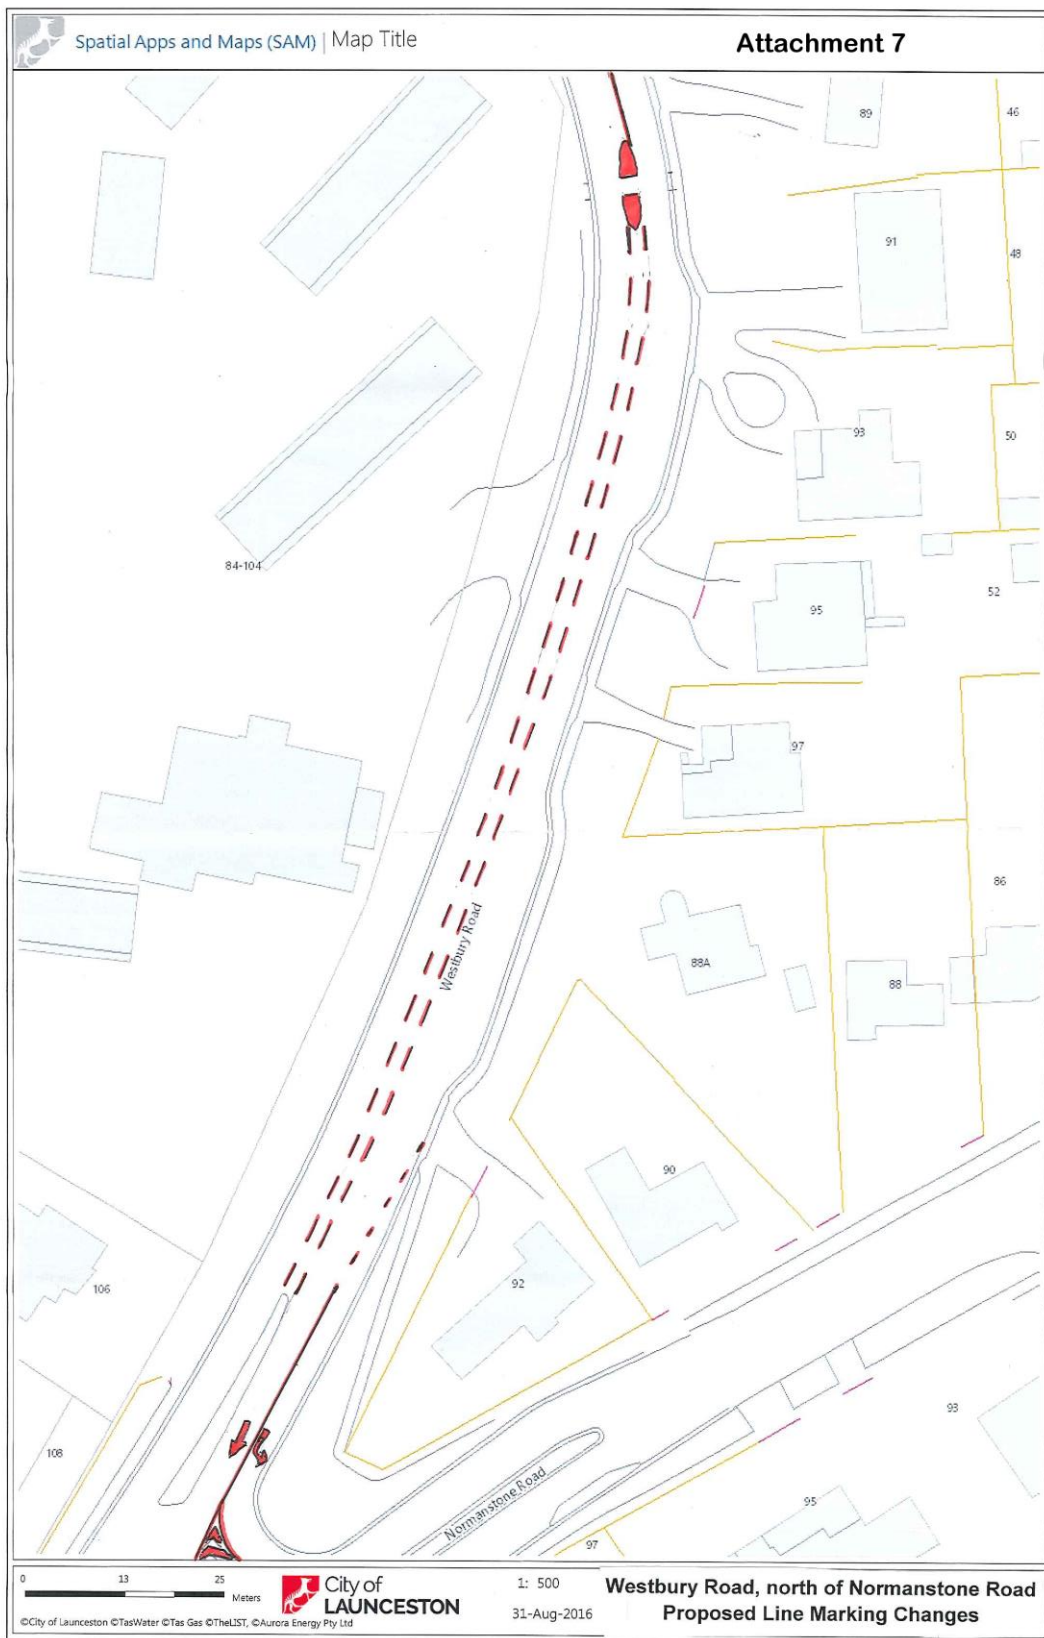 Spatial Apps and Maps (SAM) | Map Title
Attachment 7
89
46
91
48
93
50
84-104
95
52
97
86
88A
88
Westbury Road
90
92
106
108
93
Normanstone Road
95
97
0 13 25 Meters
City of
LAUNCESTON
1: 500
31-Aug-2016
Westbury Road, north of Normanstone Road
Proposed Line Marking Changes
©City of Launceston ©TasWater ©Tas Gas ©TheLIST, ©Aurora Energy Pty Ltd